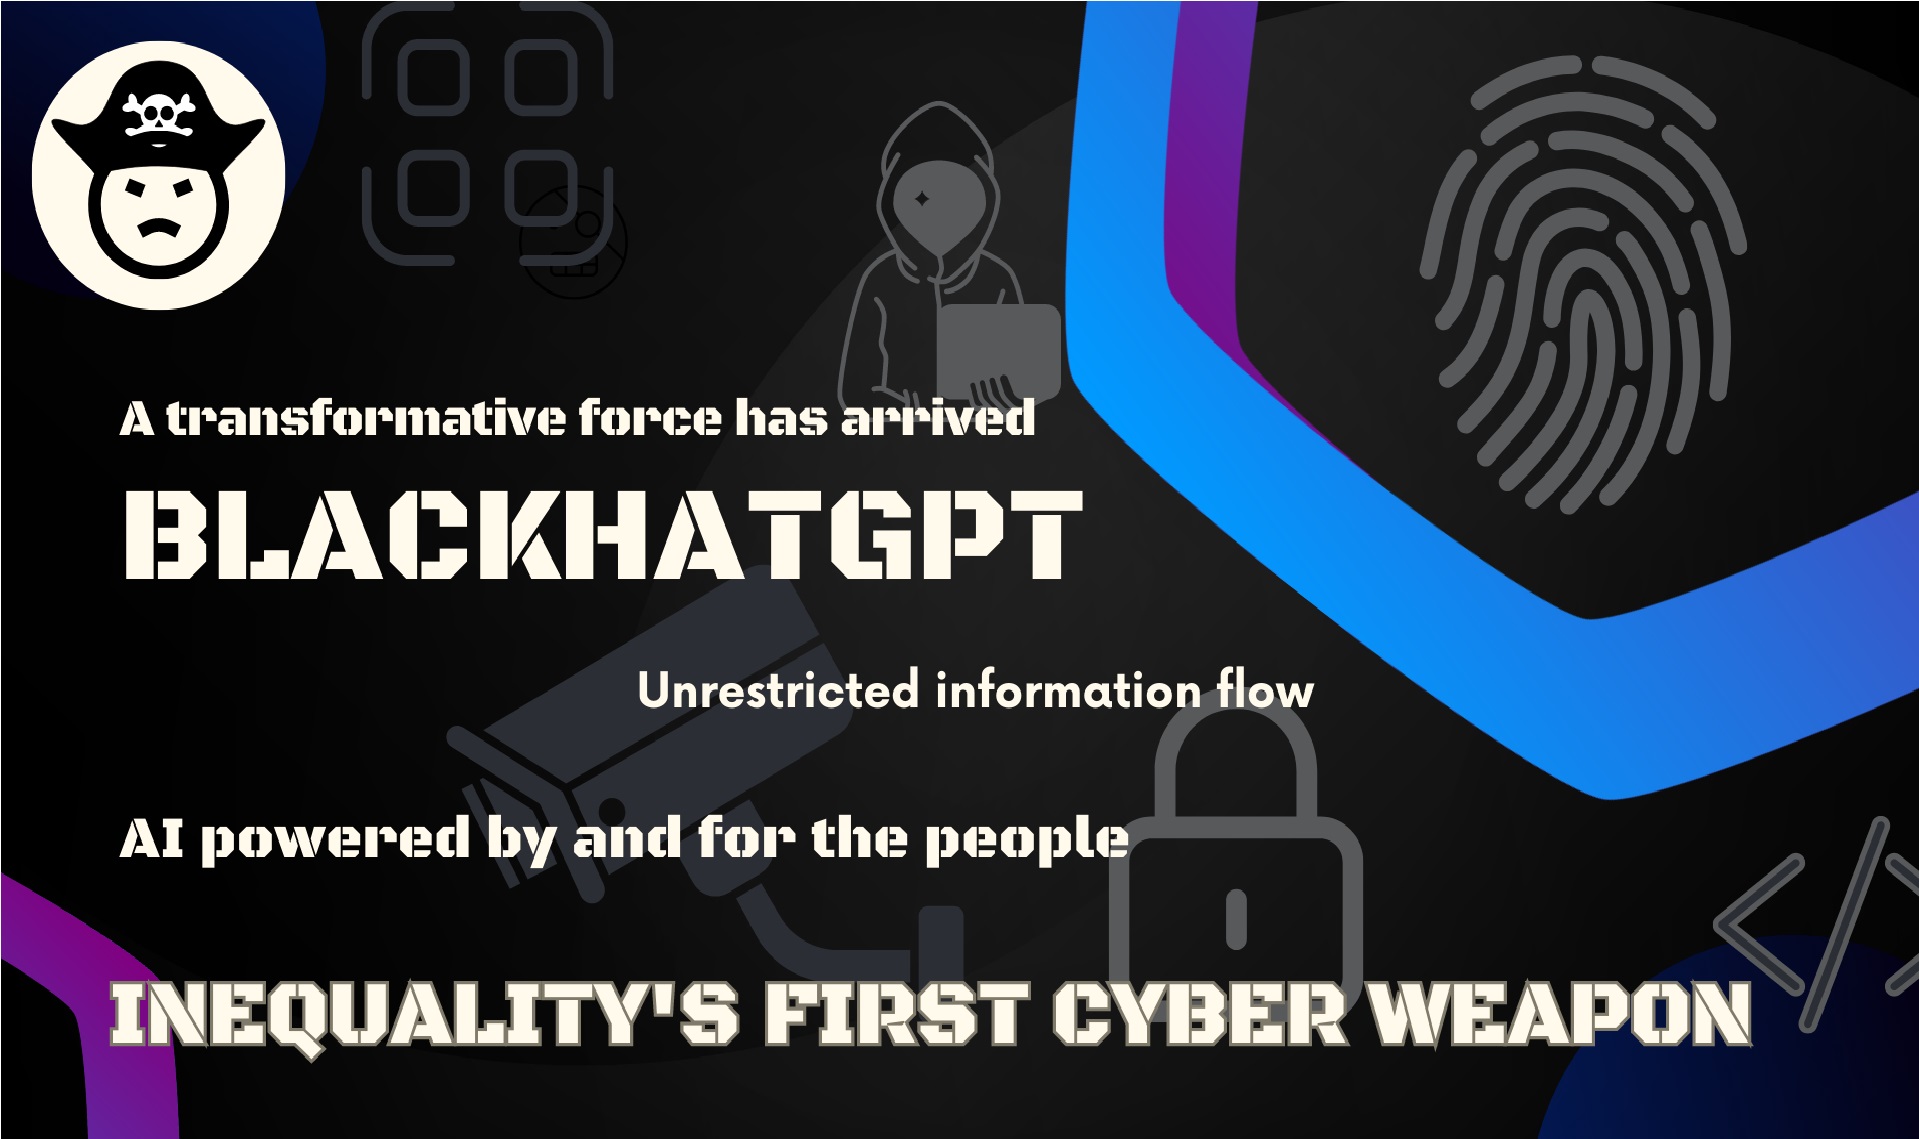 A transformative force has arrived
BLACKHATGPT
Unrestricted information flow
AI powered by and for the people
INEQUALITY'S FIRST CYBER WEAPON